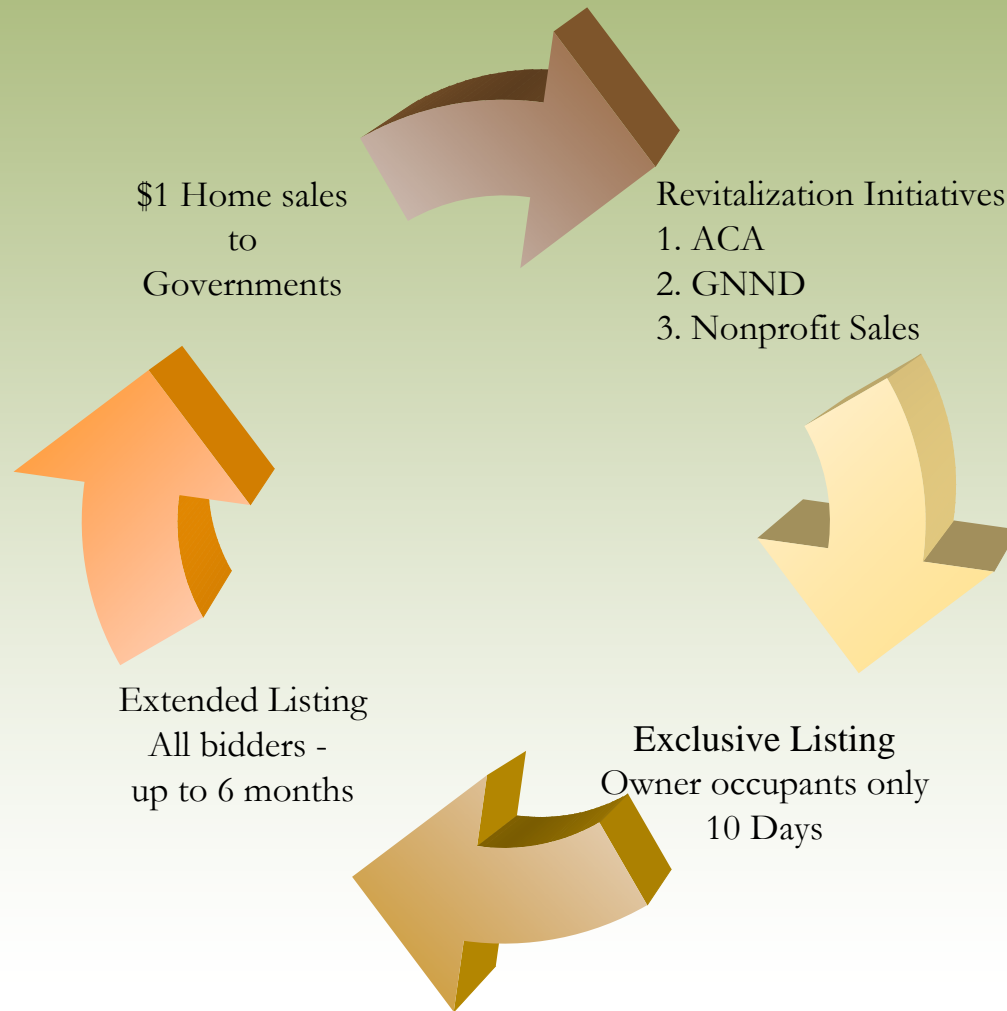 $1 Home sales
to
Governments
Revitalization Initiatives
1. ACA
2. GNND
3. Nonprofit Sales
Extended Listing
All bidders -
up to 6 months
Exclusive Listing
Owner occupants only
10 Days